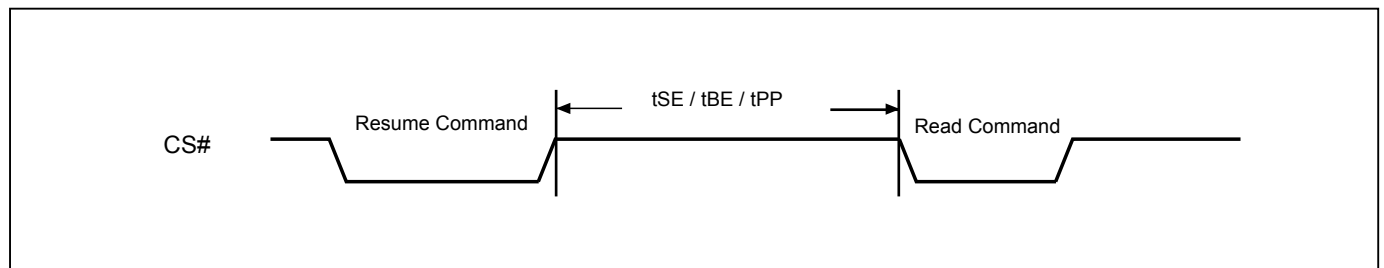 tSE / tBE / tPP
Resume Command
Read Command
CS#